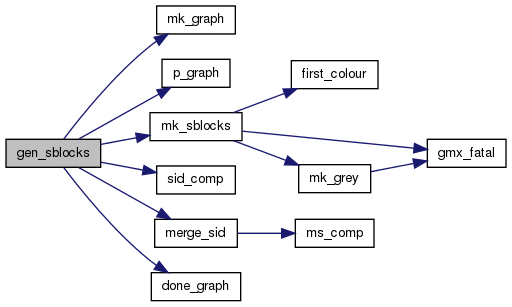 gen_sblocks
mk_graph
p_graph
mk_sblocks
sid_comp
merge_sid
done_graph
first_colour
mk_grey
ms_comp
gmx_fatal